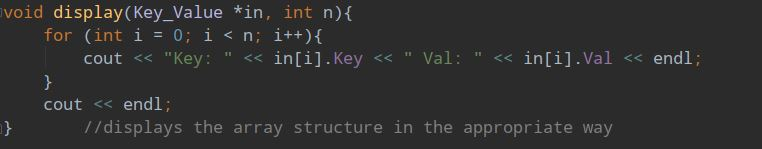 void display(Key_Value *in, int n){
    for (int i = 0; i < n; i++){
        cout << "Key: " << in[i].Key << " Val: " << in[i].Val << endl;
    }
    cout << endl;
}       //displays the array structure in the appropriate way